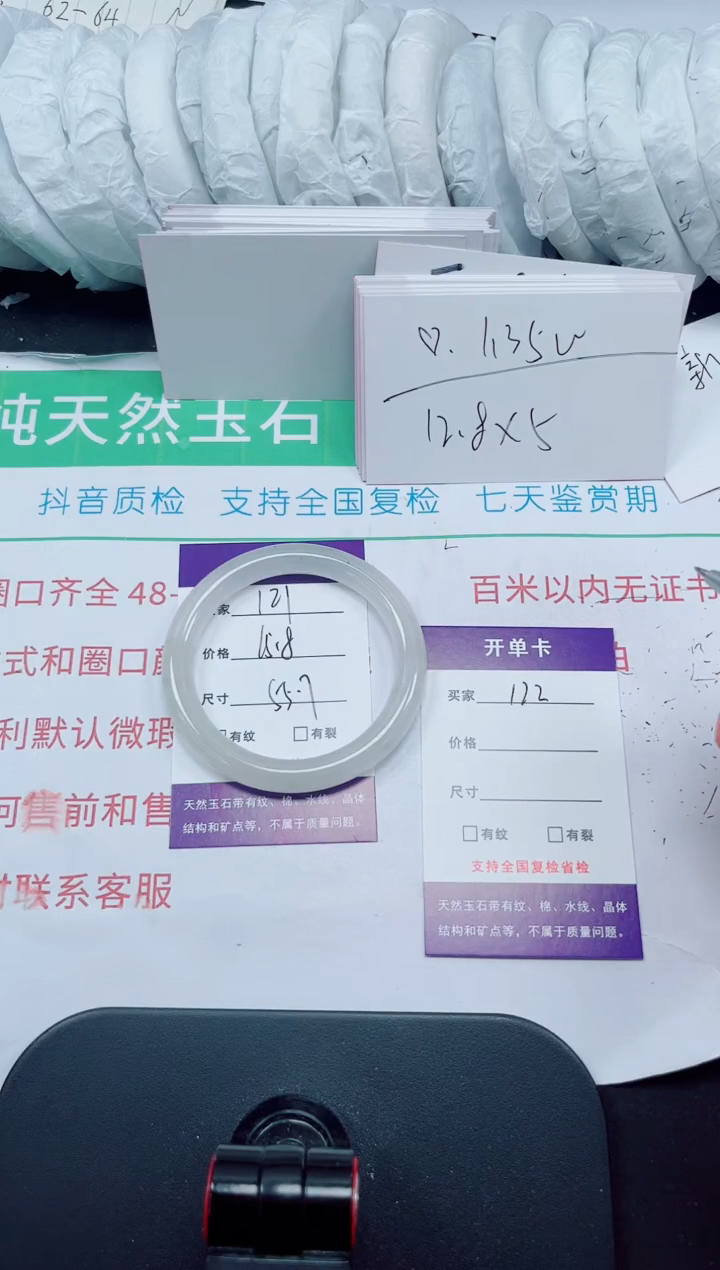 62-64
♡. 1135
12.8×5
新
纯天然玉石
抖音质检 支持全国复检 七天鉴赏期
圈口齐全 48-
百米以内无证书
式和圈口
利默认微瑕
何售前和售
联系客服
家 121
价格 15.8
尺寸 55.7
有纹 有裂
天然玉石带有纹、棉、水线、晶体
结构和矿点等，不属于质量问题。
开单卡
买家 122
价格
尺寸
有纹 有裂
支持全国复检省检
天然玉石带有纹、棉、水线、晶体
结构和矿点等，不属于质量问题。